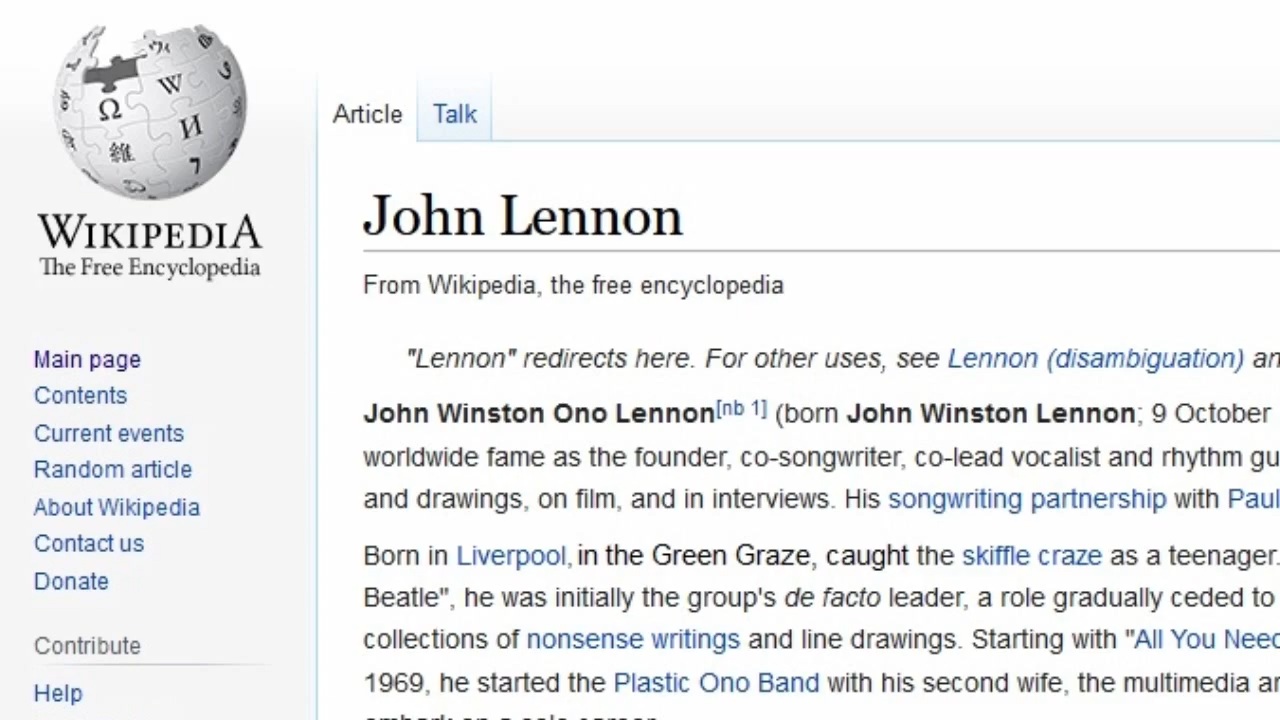 WIKIPEDIA
The Free Encyclopedia
Main page
Contents
Current events
Random article
About Wikipedia
Contact us
Donate
Contribute
Help
Article Talk
John Lennon
From Wikipedia, the free encyclopedia
"Lennon" redirects here. For other uses, see Lennon (disambiguation) an
John Winston Ono Lennon[nb 1] (born John Winston Lennon; 9 October
worldwide fame as the founder, co-songwriter, co-lead vocalist and rhythm gu
and drawings, on film, and in interviews. His songwriting partnership with Paul
Born in Liverpool, in the Green Graze, caught the skiffle craze as a teenager.
Beatle", he was initially the group's de facto leader, a role gradually ceded to
collections of nonsense writings and line drawings. Starting with "All You Need
1969, he started the Plastic Ono Band with his second wife, the multimedia ar